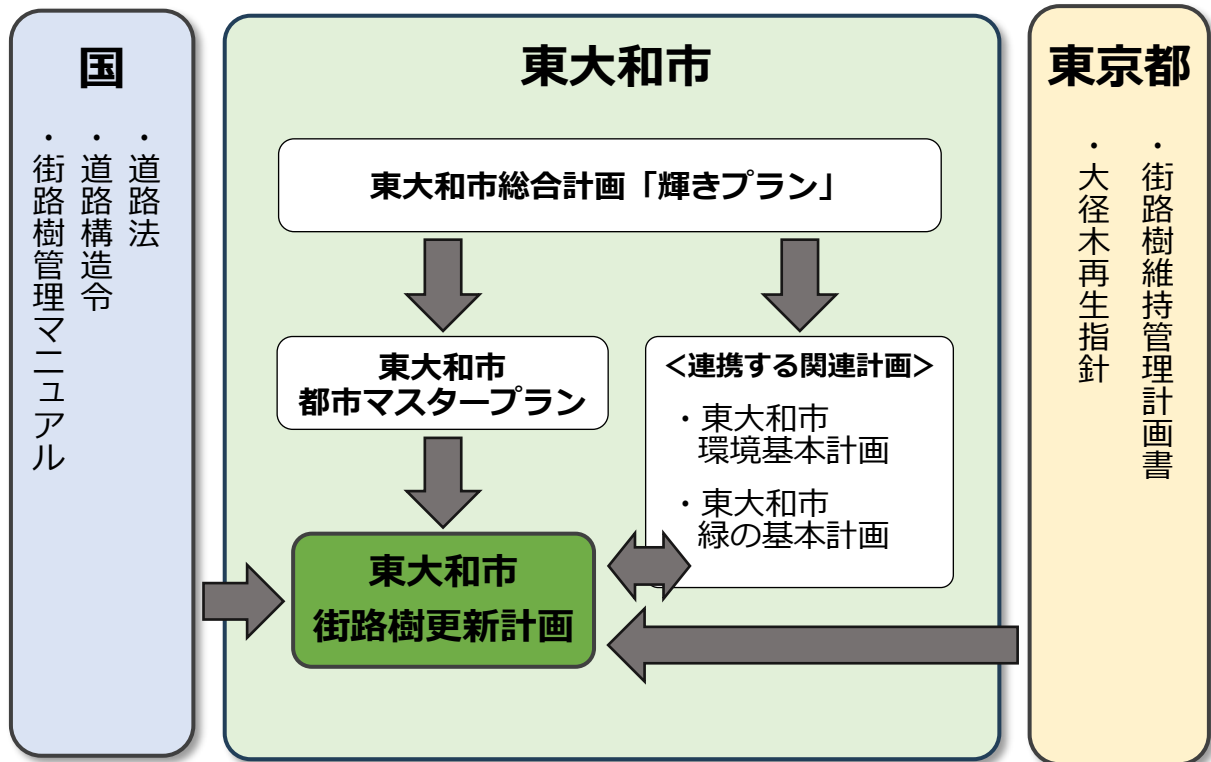 国
・道路法
・道路構造令
・街路樹管理マニュアル
東大和市
東大和市総合計画「輝きプラン」
東大和市
都市マスタープラン
＜連携する関連計画＞
・東大和市
環境基本計画
・東大和市
緑の基本計画
東大和市
街路樹更新計画
東京都
・街路樹維持管理計画書
・大径木再生指針